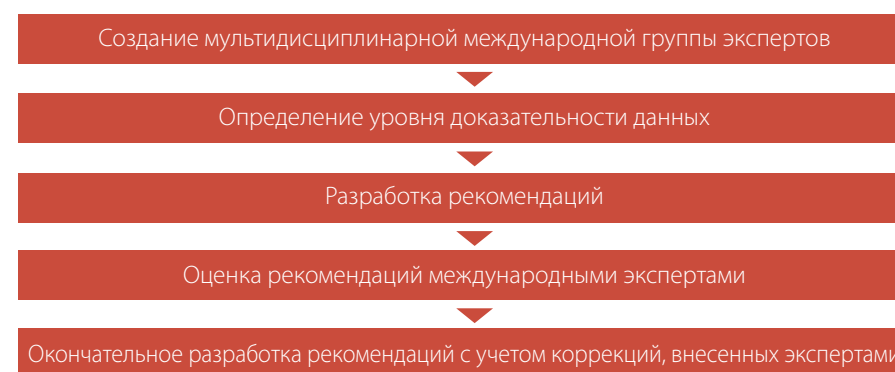 Создание мультидисциплинарной международной группы экспертов
Определение уровня доказательности данных
Разработка рекомендаций
Оценка рекомендаций международными экспертами
Окончательное разработка рекомендаций с учетом коррекций, внесенных экспертами